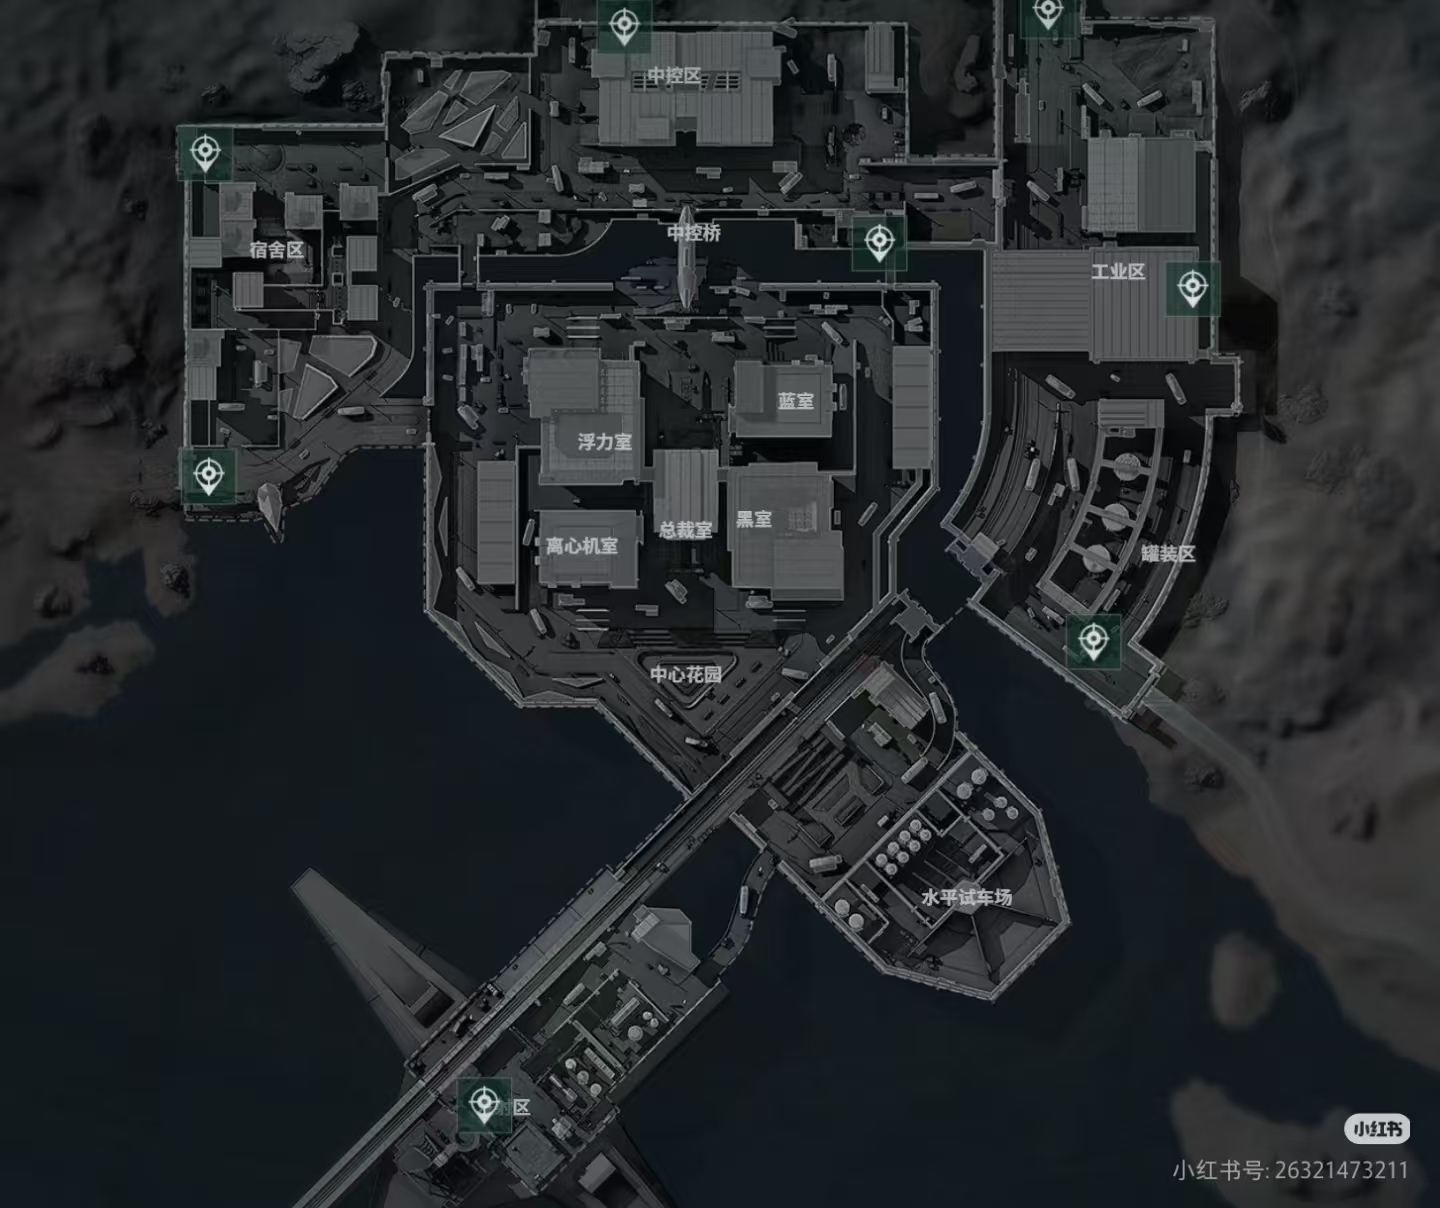 中控区
中控桥
宿舍区
工业区
蓝室
浮力室
总裁室
黑室
离心机室
罐装区
中心花园
水平试车场
区
小红书
小红书号: 26321473211